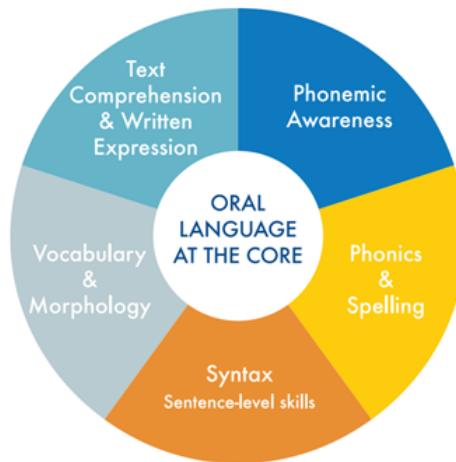 Text
Comprehension
& Written
Expression
Phonemic
Awareness
ORAL
LANGUAGE
AT THE CORE
Vocabulary
&
Morphology
Phonics
&
Spelling
Syntax
Sentence-level skills